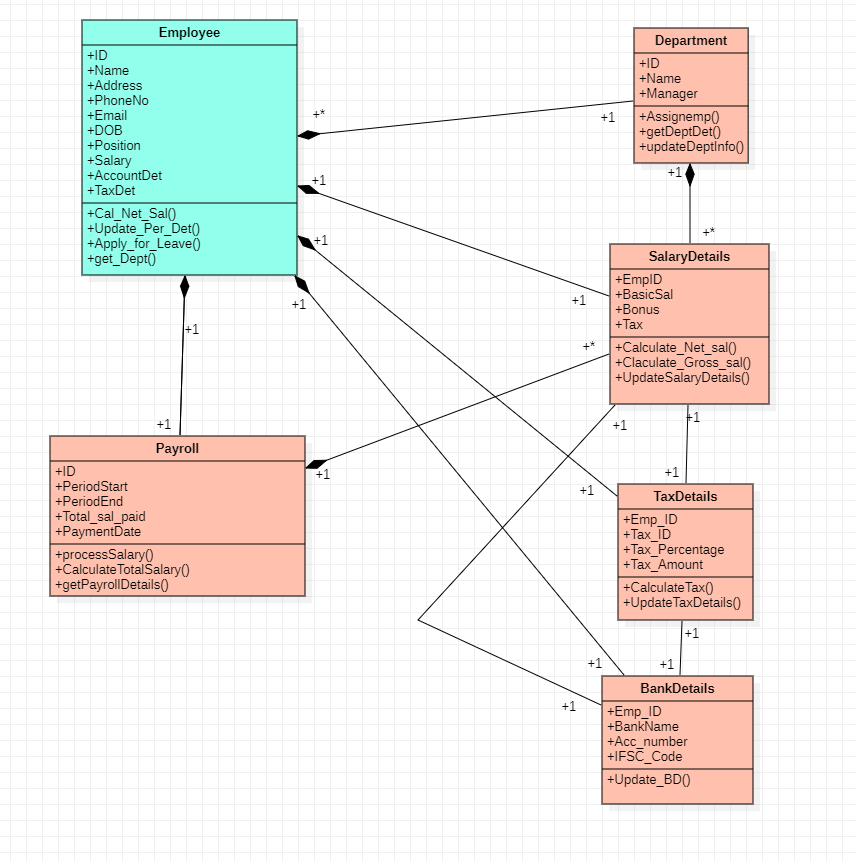 Employee
+ID
+Name
+Address
+PhoneNo
+Email
+DOB
+Position
+Salary
+AccountDet
+TaxDet
+Cal_Net_Sal()
+Update_Per_Det()
+Apply_for_Leave()
+get_Dept()
Department
+ID
+Name
+Manager
+Assignemp()
+getDeptDet()
+updateDeptInfo()
+*
+1
+1
+1
+*
+1
+1
+1
+1
SalaryDetails
+EmpID
+BasicSal
+Bonus
+Tax
+Calculate_Net_sal()
+Claculate_Gross_sal()
+UpdateSalaryDetails()
+*
+1
+1
+1
+1
Payroll
+ID
+PeriodStart
+PeriodEnd
+Total_sal_paid
+PaymentDate
+processSalary()
+CalculateTotalSalary()
+getPayrollDetails()
+1
+1
+1
TaxDetails
+Emp_ID
+Tax_ID
+Tax_Percentage
+Tax_Amount
+CalculateTax()
+UpdateTaxDetails()
+1
+1
+1
+1
BankDetails
+Emp_ID
+BankName
+Acc_number
+IFSC_Code
+Update_BD()